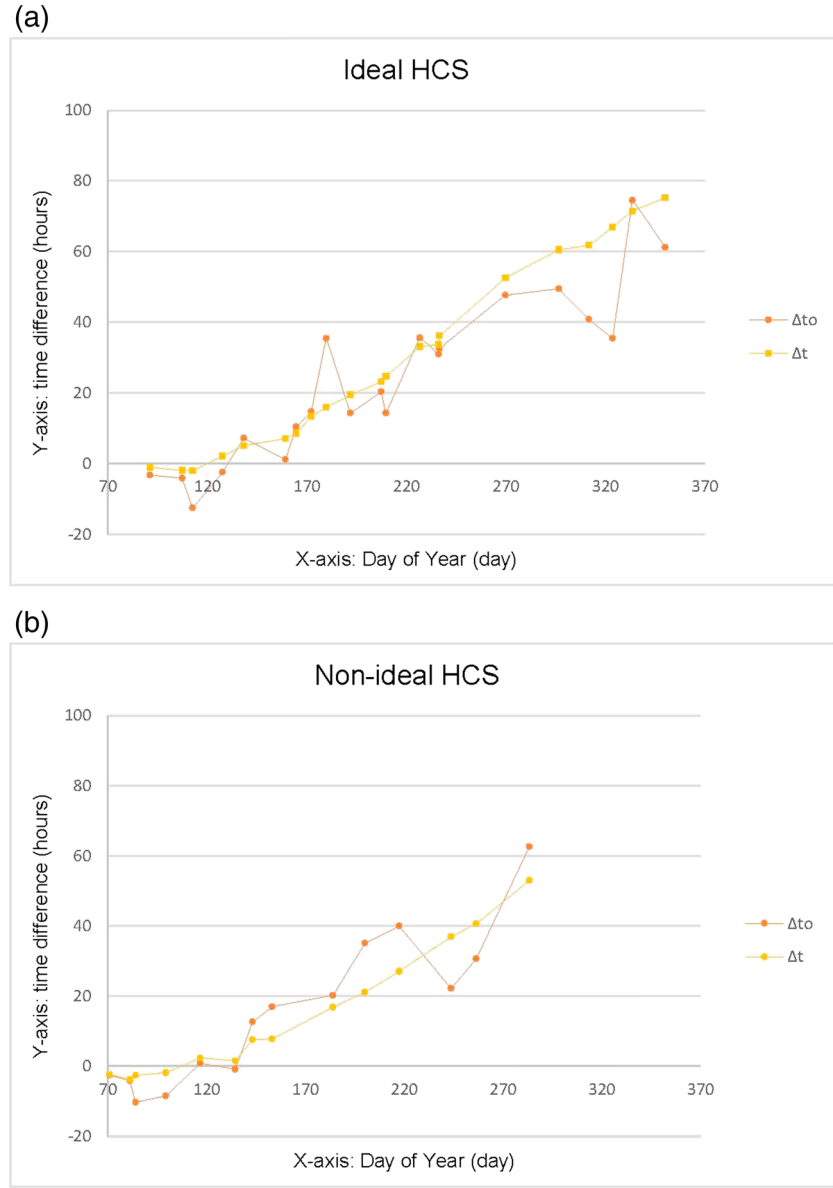 (a)
Ideal HCS
100
80
60
40
20
0
-20
70 120 170 220 270 320 370
Y-axis: time difference (hours)
X-axis: Day of Year (day)
Δto
Δt
(b)
Non-ideal HCS
100
80
60
40
20
0
-20
70 120 170 220 270 320 370
Y-axis: time difference (hours)
X-axis: Day of Year (day)
Δto
Δt